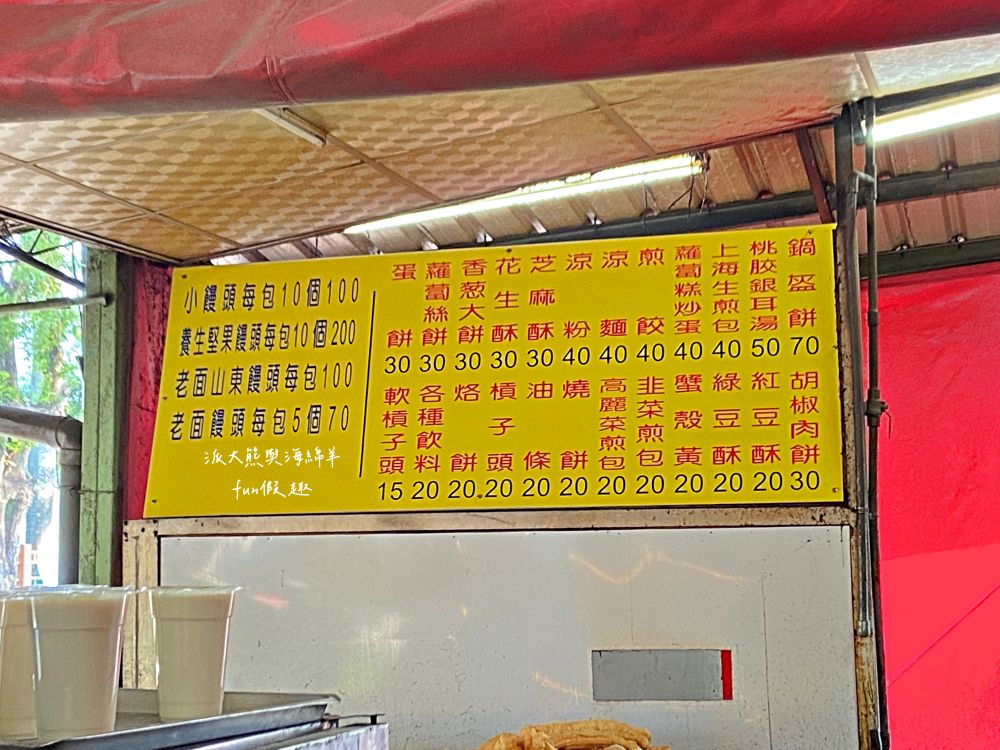 小饅頭每包10個100
養生堅果饅頭每包10個200
老面山東饅頭每包100
老面饅頭每包5個70
鍋盔餅70
桃膠銀耳湯50
上海生煎包40
蘿蔔糕炒蛋40
煎餃40
涼麵40
涼粉40
芝麻酥30
花生酥30
香葱大餅30
蘿蔔絲餅30
蛋餅30
胡椒肉餅30
紅豆酥20
綠豆酥20
蟹殼黃20
韭菜煎包20
高麗菜煎包20
燒餅20
油條20
槓子頭20
烙餅20
各種飲料20
軟槓子頭15
派大熊與海綿羊
fun假趣